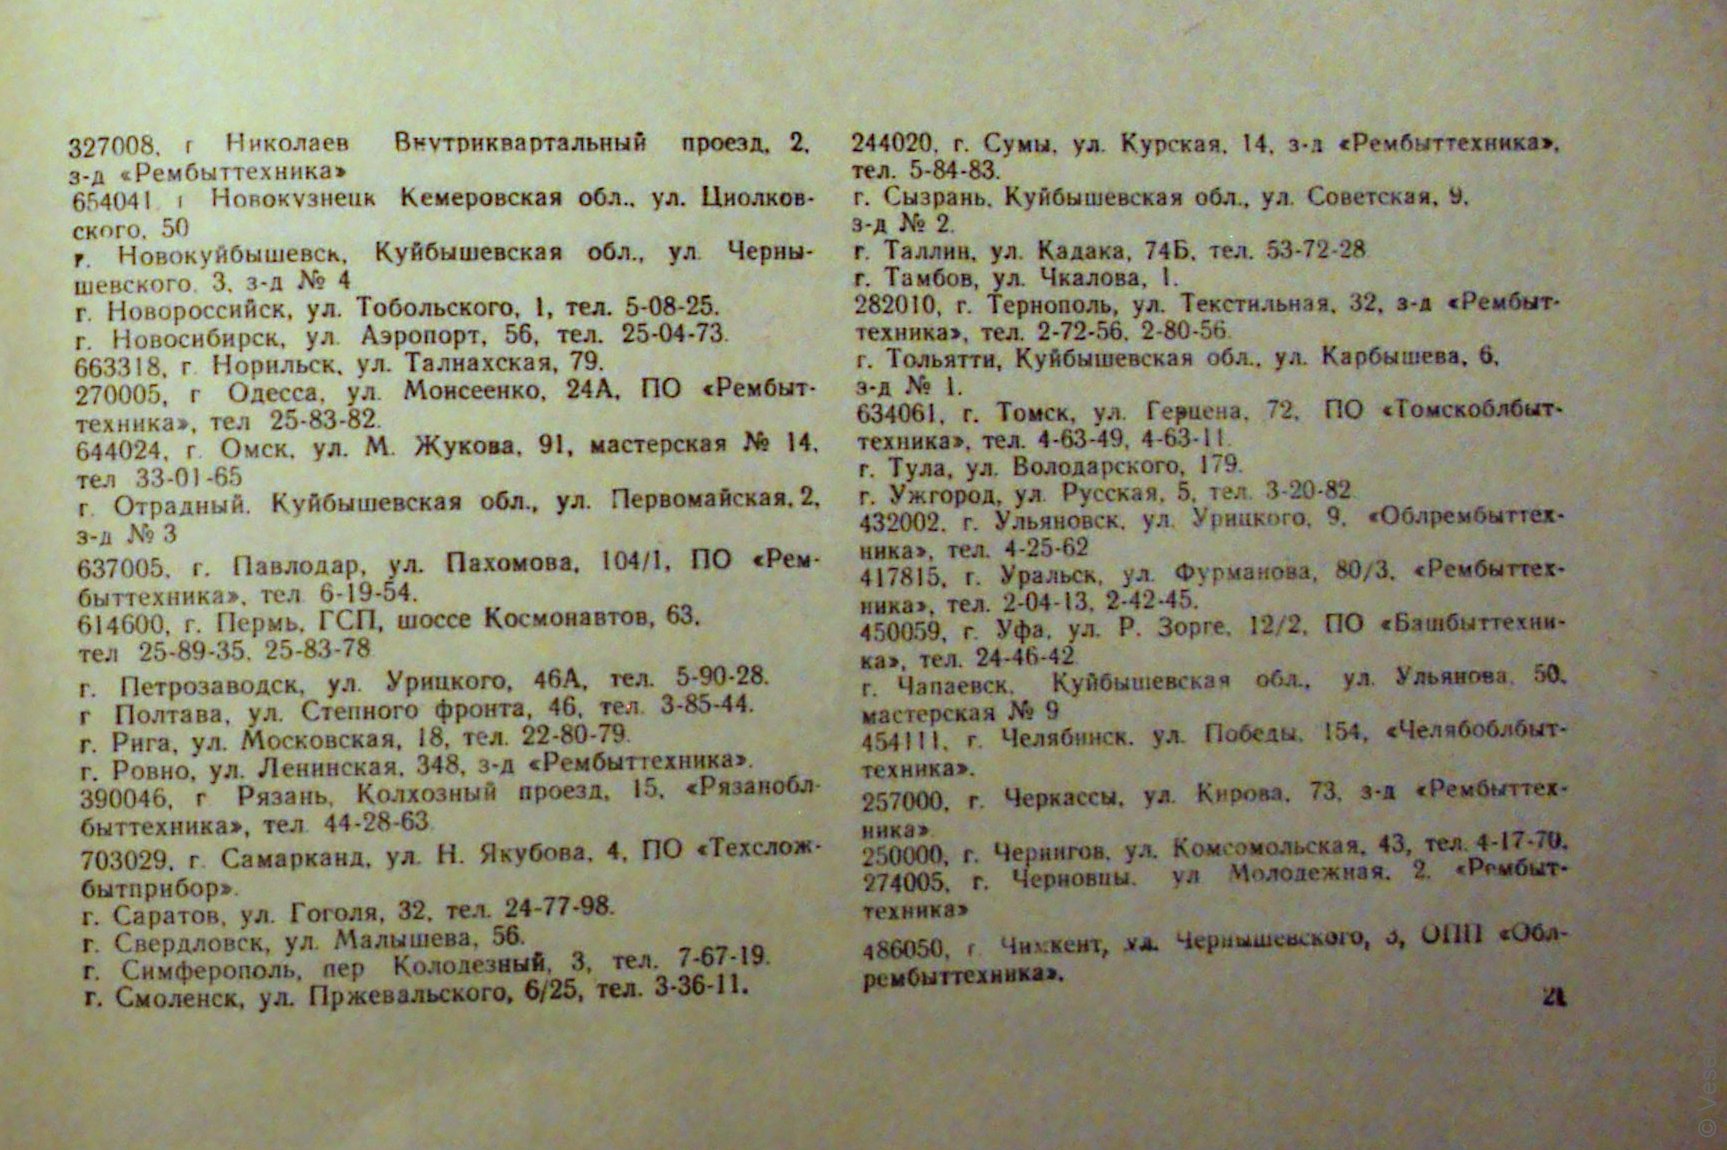 327008, г Николаев Внутриквартальный проезд, 2,
з-д «Рембыттехника»
654041 г Новокузнецк Кемеровская обл., ул. Циолков-
ского, 50
г. Новокуйбышевск, Куйбышевская обл., ул. Черны-
шевского, 3, з-д № 4
г. Новороссийск, ул. Тобольского, 1, тел. 5-08-25.
г. Новосибирск, ул. Аэропорт, 56, тел. 25-04-73.
663318, г. Норильск, ул. Талнахская, 79.
270005, г Одесса, ул. Моисеенко, 24А, ПО «Рембыт-
техника», тел 25-83-82.
644024, г. Омск, ул. М. Жукова, 91, мастерская № 14,
тел 33-01-65
г. Отрадный, Куйбышевская обл., ул. Первомайская, 2,
з-д № 3
637005, г. Павлодар, ул. Пахомова, 104/1, ПО «Рем-
быттехника», тел 6-19-54.
614600, г. Пермь, ГСП, шоссе Космонавтов, 63,
тел 25-89-35, 25-83-78
г. Петрозаводск, ул. Урицкого, 46А, тел. 5-90-28.
г Полтава, ул. Степного фронта, 46, тел. 3-85-44.
г. Рига, ул. Московская, 18, тел. 22-80-79.
г. Ровно, ул. Ленинская, 348, з-д «Рембыттехника».
390046, г Рязань, Колхозный проезд, 15, «Рязанобл-
быттехника», тел 44-28-63
703029, г. Самарканд, ул. Н. Якубова, 4, ПО «Техслож-
бытприбор».
г. Саратов, ул. Гоголя, 32, тел. 24-77-98.
г. Свердловск, ул. Малышева, 56.
г. Симферополь, пер Колодезный, 3, тел. 7-67-19.
г. Смоленск, ул. Пржевальского, 6/25, тел. 3-36-11.
244020, г. Сумы, ул. Курская, 14, з-д «Рембыттехника»,
тел. 5-84-83.
г. Сызрань, Куйбышевская обл., ул. Советская, 9,
з-д № 2.
г. Таллин, ул. Кадака, 74Б, тел. 53-72-28
г. Тамбов, ул. Чкалова, 1.
282010, г. Тернополь, ул. Текстильная, 32, з-д «Рембыт-
техника», тел. 2-72-56, 2-80-56
г. Тольятти, Куйбышевская обл., ул. Карбышева, 6,
з-д № 1.
634061, г. Томск, ул. Герцена, 72, ПО «Томскоблбыт-
техника», тел. 4-63-49, 4-63-11.
г. Тула, ул. Володарского, 179.
г. Ужгород, ул. Русская, 5, тел. 3-20-82
432002, г. Ульяновск, ул. Урицкого, 9, «Облрембыттех-
ника», тел. 4-25-62
417815, г. Уральск, ул. Фурманова, 80/3, «Рембыттех-
ника», тел. 2-04-13, 2-42-45.
450059, г. Уфа, ул. Р. Зорге, 12/2, ПО «Башбыттехни-
ка», тел. 24-46-42
г. Чапаевск, Куйбышевская обл., ул. Ульянова, 50,
мастерская № 9
454111, г. Челябинск, ул. Победы, 154, «Челябоблбыт-
техника».
257000, г. Черкассы, ул. Кирова, 73, з-д «Рембыттех-
ника»
250000, г. Чернигов, ул. Комсомольская, 43, тел. 4-17-70.
274005, г. Черновцы, ул Молодежная, 2, «Рембыт-
техника»
486050, г Чимкент, ул. Чернышевского, ОПП «Обл-
рембыттехника».
21